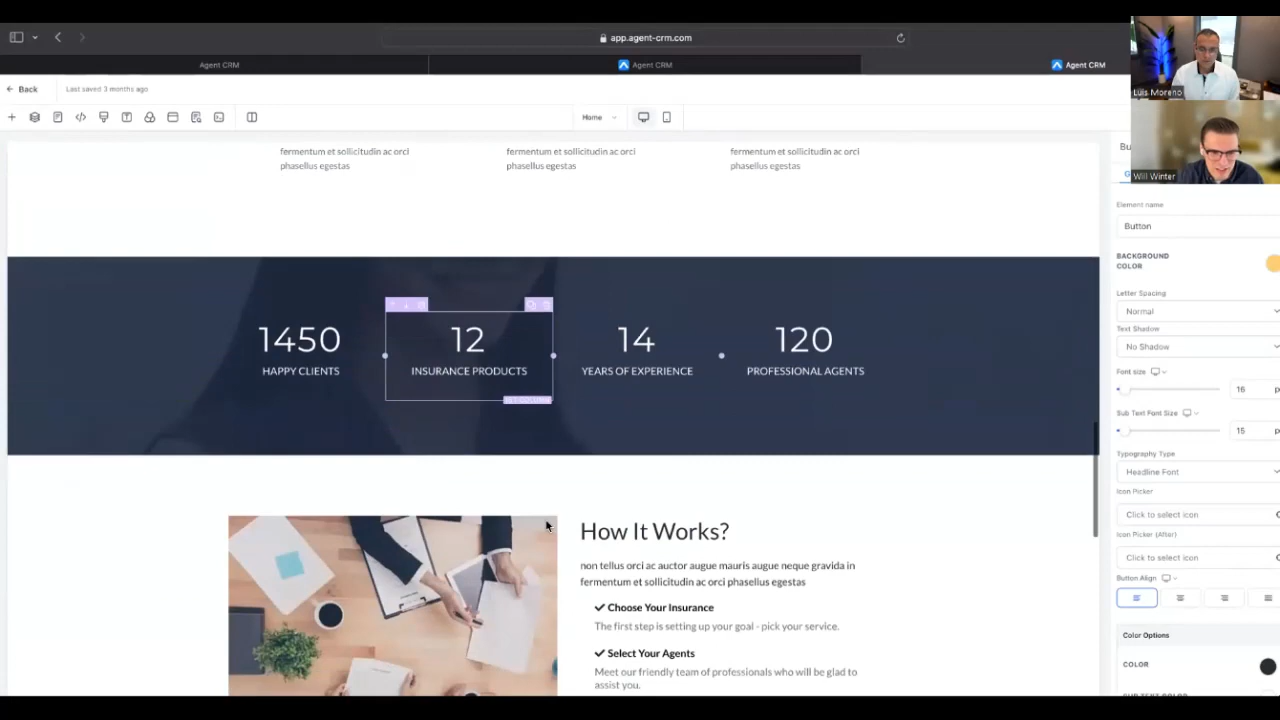 app.agent-crm.com
Agent CRM
Agent CRM
Agent CRM
Luis Moreno
Will Winter
Back
Last saved 3 months ago
Home
fermentum et sollicitudin ac orci
phasellus egestas
fermentum et sollicitudin ac orci
phasellus egestas
fermentum et sollicitudin ac orci
phasellus egestas
1450
HAPPY CLIENTS
12
INSURANCE PRODUCTS
14
YEARS OF EXPERIENCE
120
PROFESSIONAL AGENTS
How It Works?
non tellus orci ac auctor augue mauris augue neque gravida in
fermentum et sollicitudin ac orci phasellus egestas
Choose Your Insurance
The first step is setting up your goal - pick your service.
Select Your Agents
Meet our friendly team of professionals who will be glad to
assist you.
Element name
Button
BACKGROUND
COLOR
Letter Spacing
Normal
Text Shadow
No Shadow
Font size
16
Sub Text Font Size
15
Typography Type
Headline Font
Icon Picker
Click to select icon
Icon Picker (After)
Click to select icon
Button Align
Color Options
COLOR